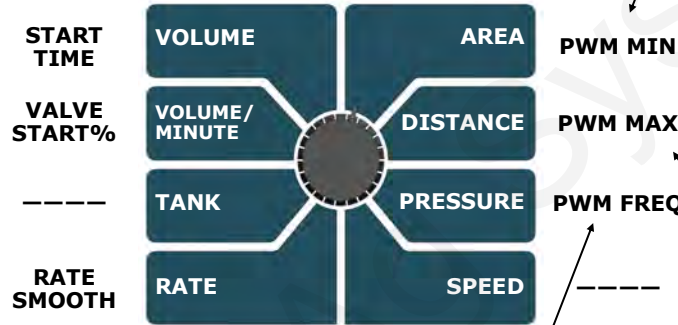 START
TIME
VOLUME
AREA
PWM MIN
VALVE
START%
VOLUME/
MINUTE
DISTANCE
PWM MAX
————
TANK
PRESSURE
PWM FREQ
RATE
SMOOTH
RATE
SPEED
————